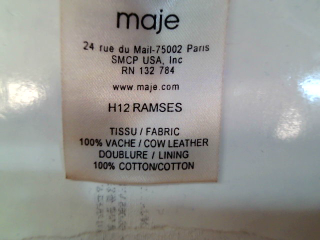 maje
24 rue du Mail-75002 Paris
SMCP USA, Inc
RN 132 784
www.maje.com
H12 RAMSES
TISSU / FABRIC
100% VACHE / COW LEATHER
DOUBLURE / LINING
100% COTTON/COTTON